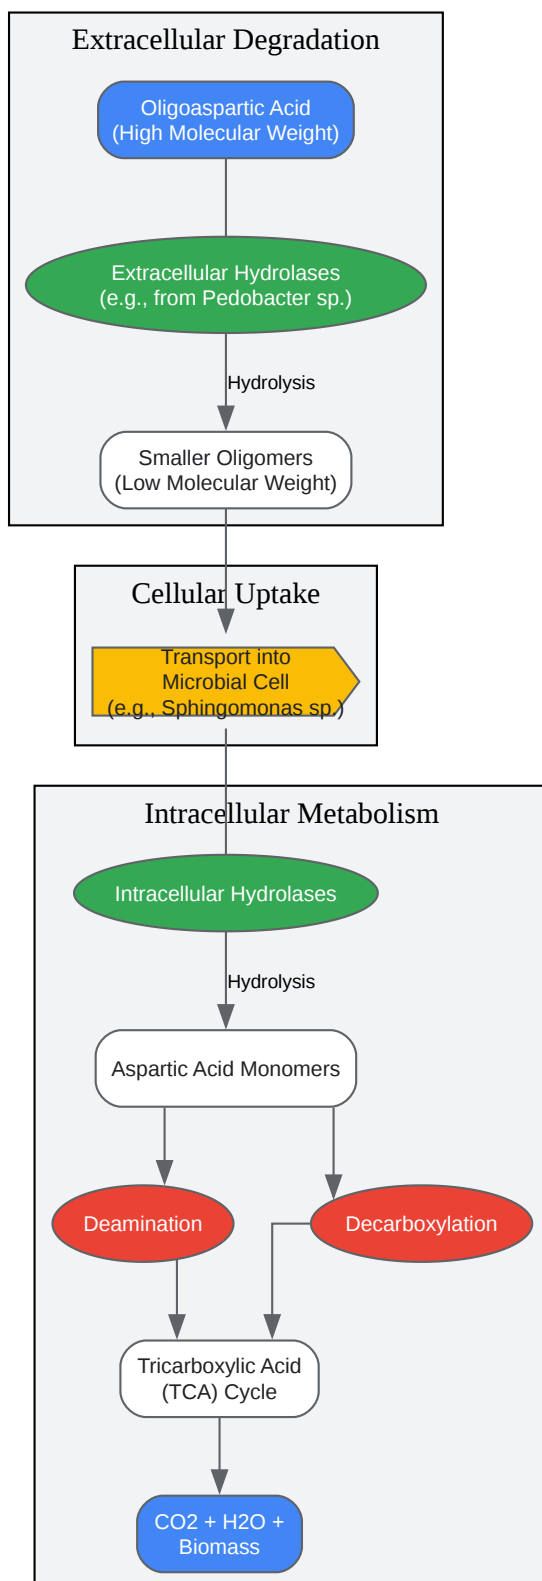 Extracellular Degradation
Oligoaspartic Acid
(High Molecular Weight)
Extracellular Hydrolases
(e.g., from Pedobacter sp.)
Hydrolysis
Smaller Oligomers
(Low Molecular Weight)
Cellular Uptake
Transport into
Microbial Cell
(e.g., Sphingomonas sp.)
Intracellular Metabolism
Intracellular Hydrolases
Hydrolysis
Aspartic Acid Monomers
Deamination
Decarboxylation
Tricarboxylic Acid
(TCA) Cycle
CO2 + H2O +
Biomass